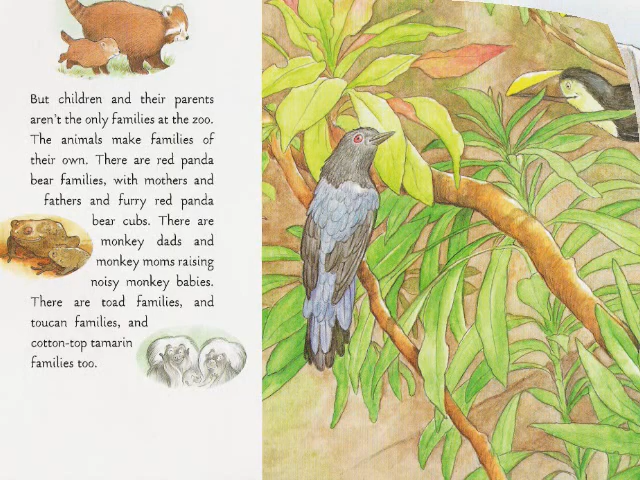 But children and their parents
aren't the only families at the zoo.
The animals make families of
their own. There are red panda
bear families, with mothers and
fathers and furry red panda
bear cubs. There are
monkey dads and
monkey moms raising
noisy monkey babies.
There are toad families, and
toucan families, and
cotton-top tamarin
families too.